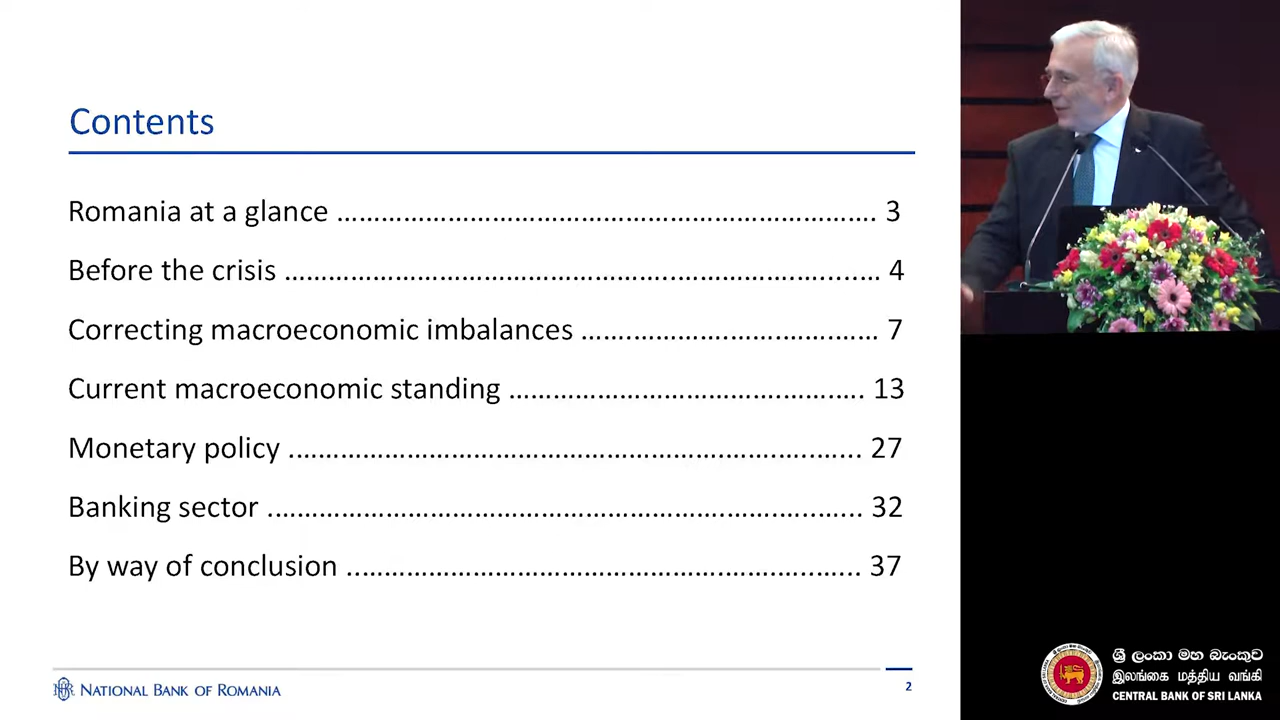 Contents
Romania at a glance ………………………………………………………… 3
Before the crisis ………………………………………………………………… 4
Correcting macroeconomic imbalances ……………………………… 7
Current macroeconomic standing ……………………………………… 13
Monetary policy ……………………………………………………………… 27
Banking sector ………………………………………………………………… 32
By way of conclusion ………………………………………………………… 37
NATIONAL BANK OF ROMANIA
2
ශ්‍රී ලංකා මහ බැංකුව
இலங்கை மத்திய வங்கி
CENTRAL BANK OF SRI LANKA